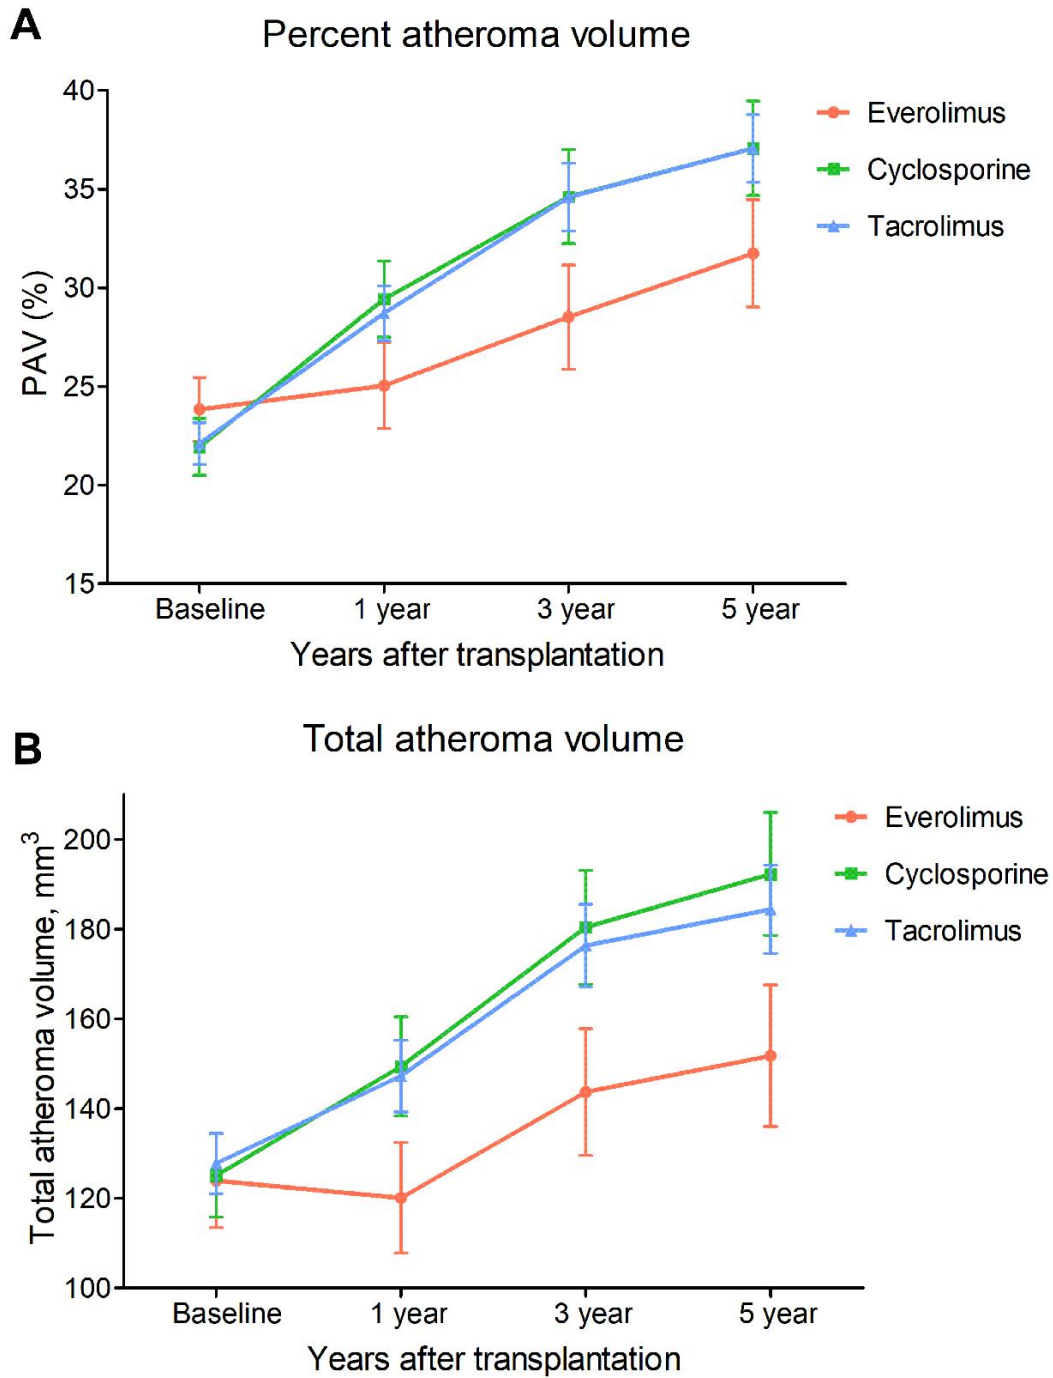 A
Percent atheroma volume
40
35
30
25
20
15
PAV (%)
Everolimus
Cyclosporine
Tacrolimus
Baseline 1 year 3 year 5 year
Years after transplantation
B
Total atheroma volume
200
180
160
140
120
100
Total atheroma volume, mm³
Everolimus
Cyclosporine
Tacrolimus
Baseline 1 year 3 year 5 year
Years after transplantation